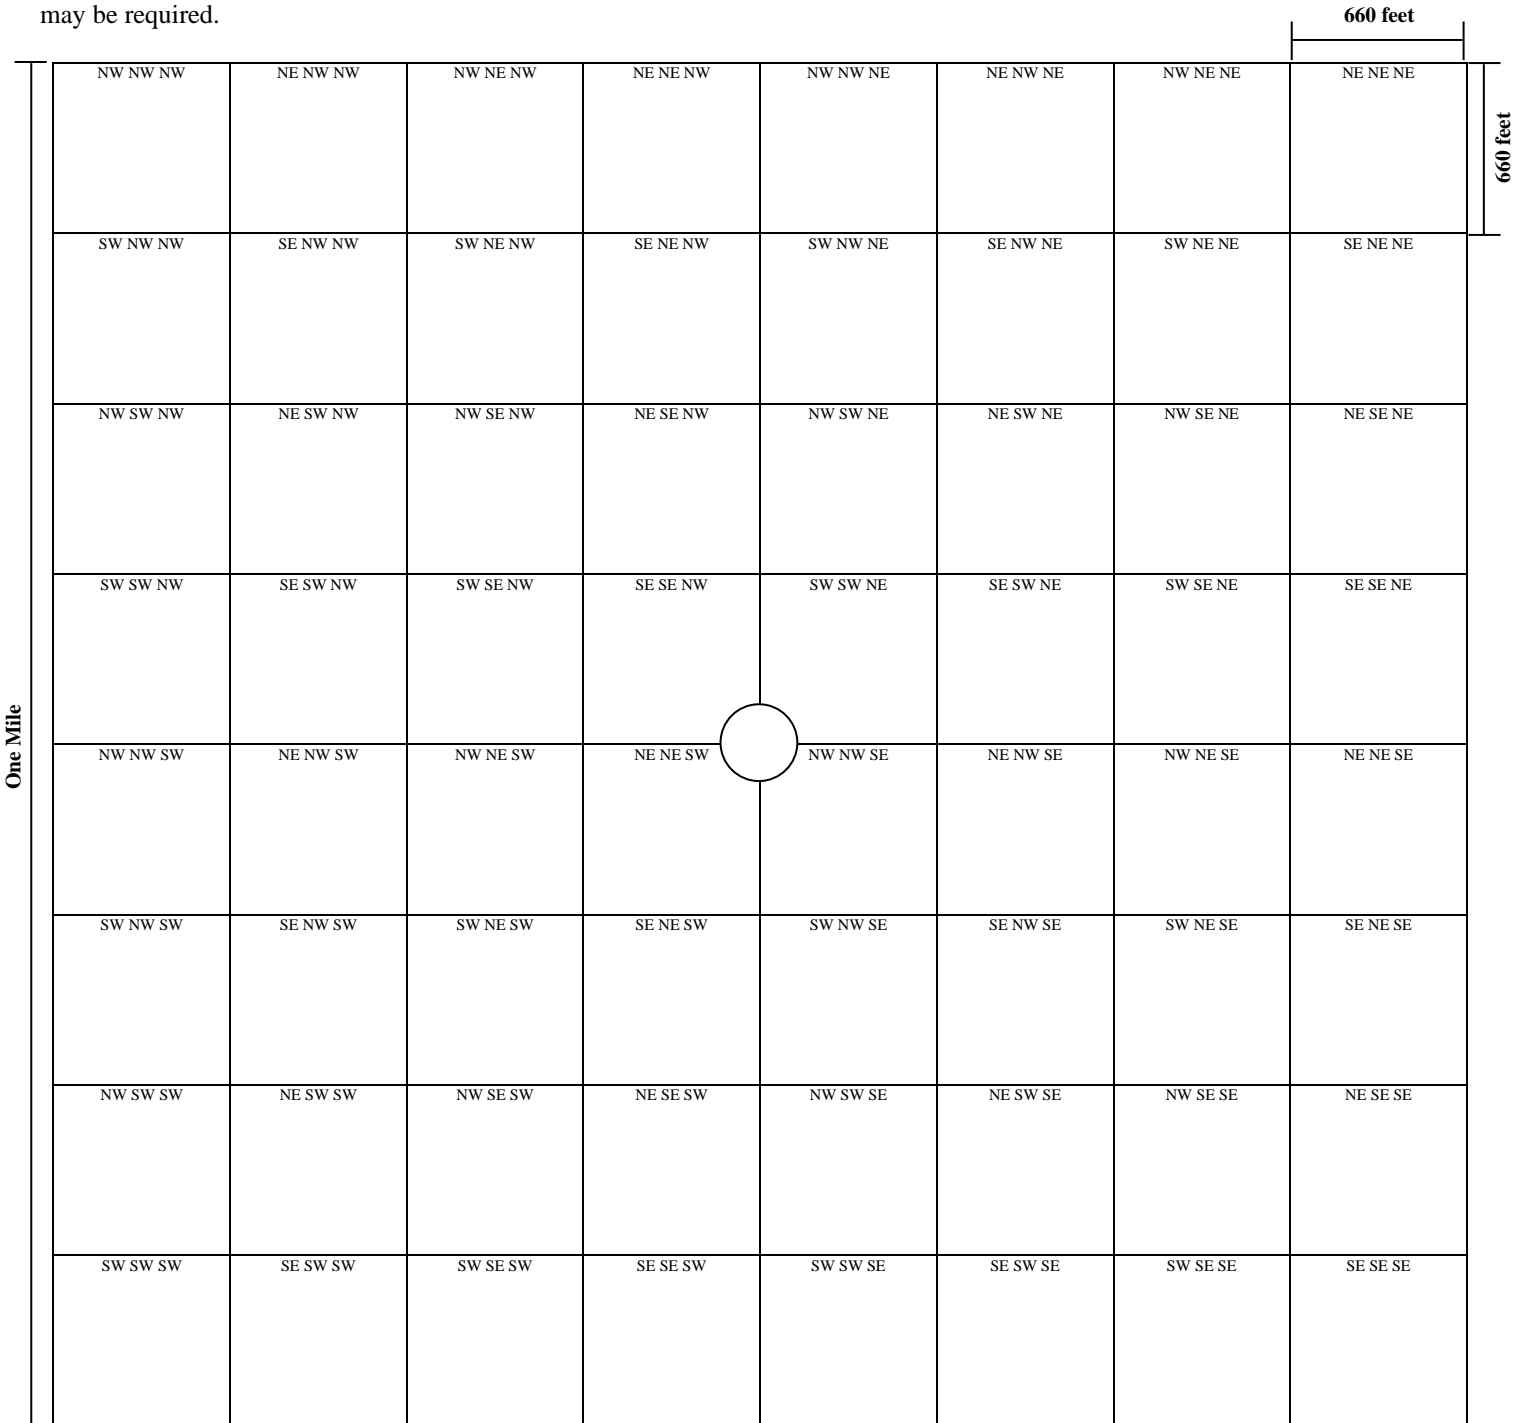 may be required.
660 feet
NW NW NW NE NW NW NW NE NW NE NE NW NW NW NE NE NW NE NW NE NE NE NE NE
660 feet
SW NW NW SE NW NW SW NE NW SE NE NW SW NW NE SE NW NE SW NE NE SE NE NE
NW SW NW NE SW NW NW SE NW NE SE NW NW SW NE NE SW NE NW SE NE NE SE NE
SW SW NW SE SW NW SW SE NW SE SE NW SW SW NE SE SW NE SW SE NE SE SE NE
One Mile
NW NW SW NE NW SW NW NE SW NE NE SW NW NW SE NE NW SE NW NE SE NE NE SE
SW NW SW SE NW SW SW NE SW SE NE SW SW NW SE SE NW SE SW NE SE SE NE SE
NW SW SW NE SW SW NW SE SW NE SE SW NW SW SE NE SW SE NW SE SE NE SE SE
SW SW SW SE SW SW SW SE SW SE SE SW SW SW SE SE SW SE SW SE SE SE SE SE